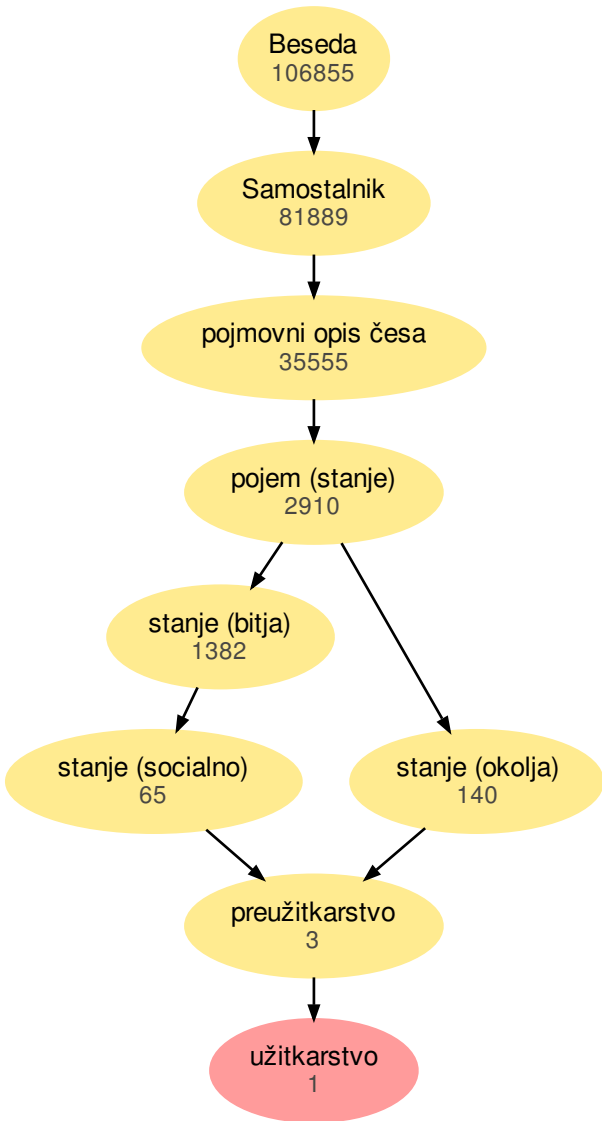 Beseda
106855
Samostalnik
81889
pojmovni opis česa
35555
pojem (stanje)
2910
stanje (bitja)
1382
stanje (socialno)
65
stanje (okolja)
140
preužitkarstvo
3
užitkarstvo
1